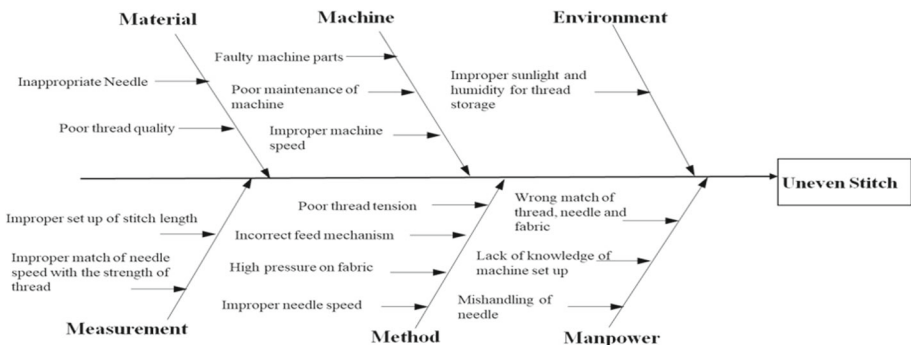 Material
Machine
Environment
Faulty machine parts
Inappropriate Needle
Poor maintenance of
machine
Improper sunlight and
humidity for thread
storage
Poor thread quality
Improper machine
speed
Uneven Stitch
Improper set up of stitch length
Improper match of needle
speed with the strength of
thread
Measurement
Poor thread tension
Incorrect feed mechanism
High pressure on fabric
Improper needle speed
Method
Wrong match of
thread, needle and
fabric
Lack of knowledge of
machine set up
Mishandling of
needle
Manpower